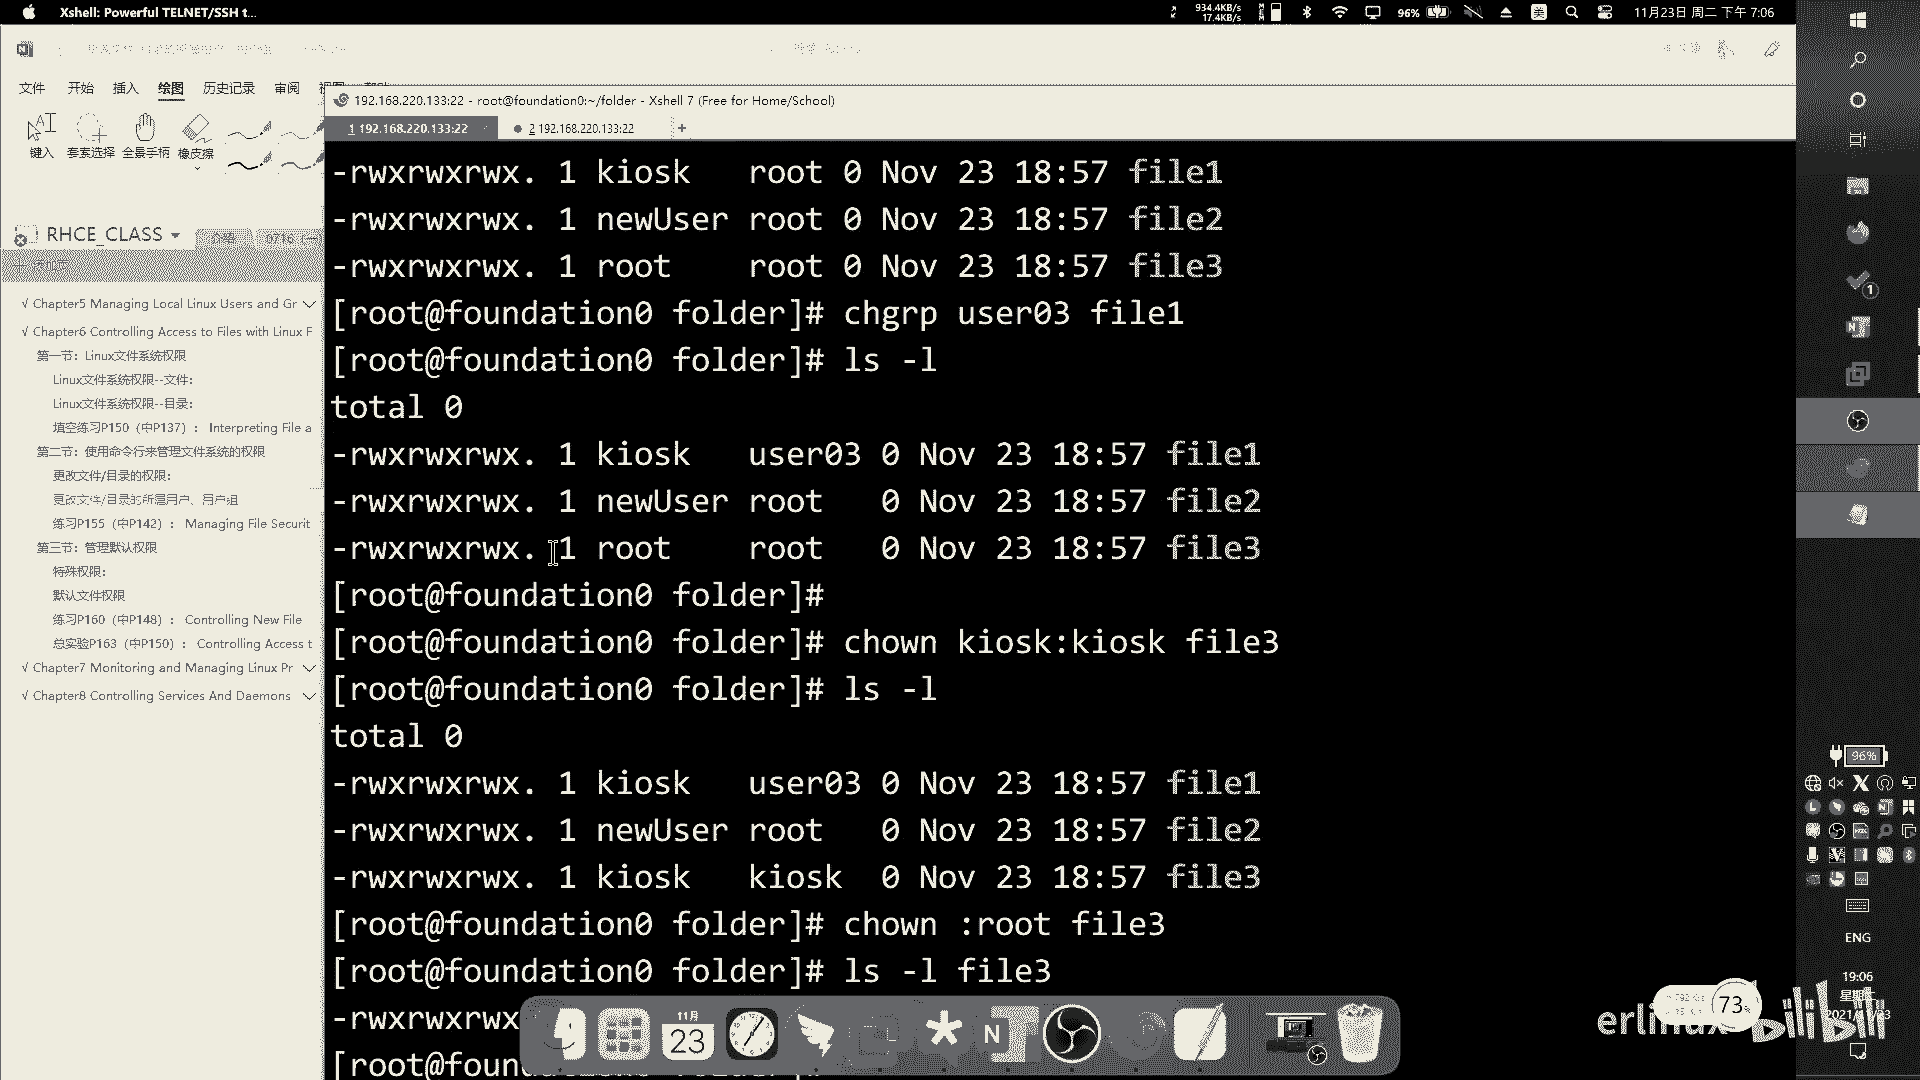 Xshell: Powerful TELNET/SSH t...
934.4KB/s
17.4KB/s
96%
美
11月23日 周二 下午 7:06
文件 开始 插入 绘图 历史记录 审阅
键入 套索选择 全景手柄 橡皮擦
192.168.220.133:22 - root@foundation0:~/folder - Xshell 7 (Free for Home/School)
1 192.168.220.133:22
2 192.168.220.133:22
+
RHCE_CLASS
√ Chapter5 Managing Local Linux Users and Gr
√ Chapter6 Controlling Access to Files with Linux F
第一节：Linux文件系统权限
Linux文件系统权限--文件:
Linux文件系统权限--目录:
填空练习P150（中P137）： Interpreting File a
第二节：使用命令行来管理文件系统的权限
更改文件/目录的权限:
更改文件/目录的所属用户、用户组
练习P155（中P142）： Managing File Securit
第三节：管理默认权限
特殊权限:
默认文件权限
练习P160（中P148）： Controlling New File
总实验P163（中P150）： Controlling Access t
√ Chapter7 Monitoring and Managing Linux Pr
√ Chapter8 Controlling Services And Daemons
-rwxrwxrwx. 1 kiosk   root 0 Nov 23 18:57 file1
-rwxrwxrwx. 1 newUser root 0 Nov 23 18:57 file2
-rwxrwxrwx. 1 root    root 0 Nov 23 18:57 file3
[root@foundation0 folder]# chgrp user03 file1
[root@foundation0 folder]# ls -l
total 0
-rwxrwxrwx. 1 kiosk   user03 0 Nov 23 18:57 file1
-rwxrwxrwx. 1 newUser root   0 Nov 23 18:57 file2
-rwxrwxrwx. 1 root    root   0 Nov 23 18:57 file3
[root@foundation0 folder]#
[root@foundation0 folder]# chown kiosk:kiosk file3
[root@foundation0 folder]# ls -l
total 0
-rwxrwxrwx. 1 kiosk   user03 0 Nov 23 18:57 file1
-rwxrwxrwx. 1 newUser root   0 Nov 23 18:57 file2
-rwxrwxrwx. 1 kiosk   kiosk  0 Nov 23 18:57 file3
[root@foundation0 folder]# chown :root file3
[root@foundation0 folder]# ls -l file3
-rwxrw
[root@
11月
23
1
96%
ENG
19:06
73%
erlinux
bilibili